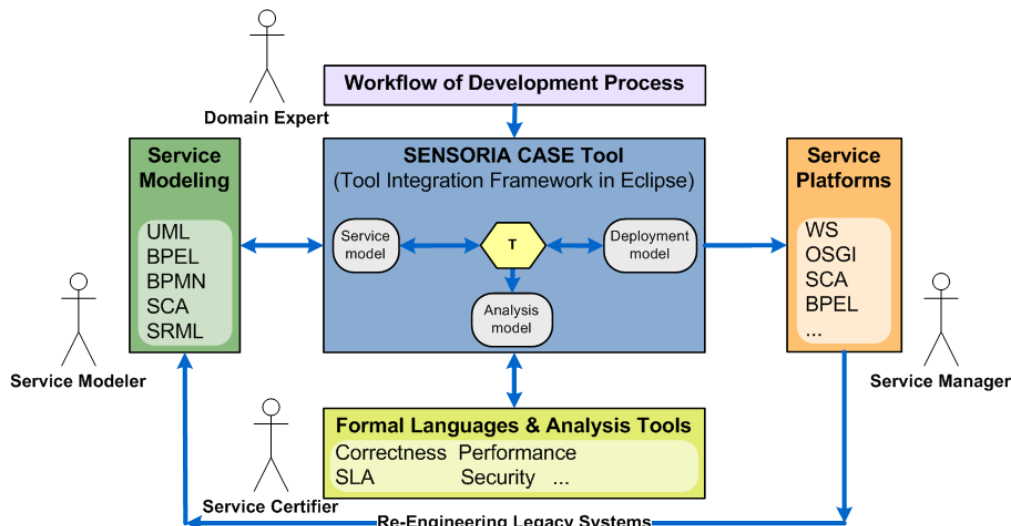 Workflow of Development Process
Domain Expert
Service
Modeling
UML
BPEL
BPMN
SCA
SRML
SENSORIA CASE Tool
(Tool Integration Framework in Eclipse)
Service
model
T
Deployment
model
Analysis
model
Service
Platforms
WS
OSGI
SCA
BPEL
...
Service Modeler
Service Manager
Formal Languages & Analysis Tools
Correctness Performance
SLA Security ...
Service Certifier
Re-Engineering Legacy Systems